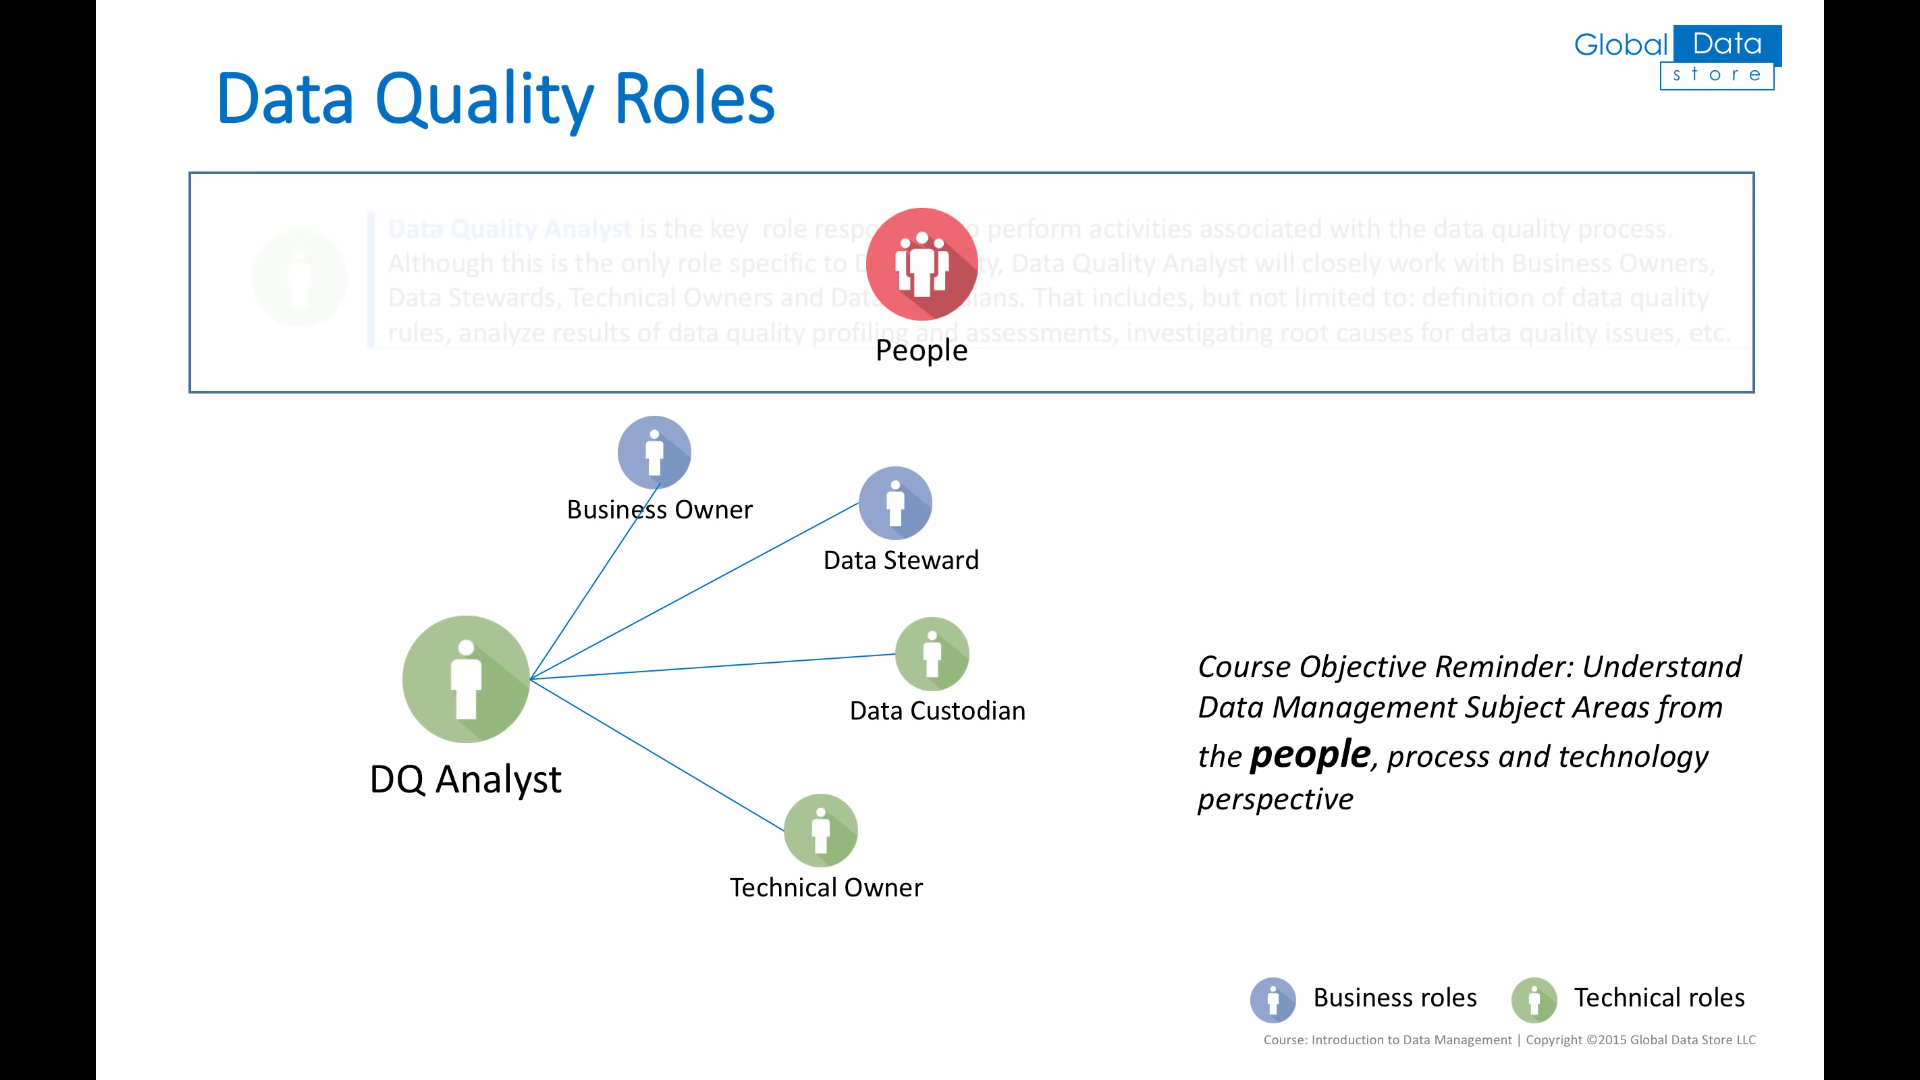 Global Data
store
Data Quality Roles
Data Quality Analyst is the key role perform activities associated with the data quality process.
Although this is the only role specific to Data Quality Analyst will closely work with Business Owners,
Data Stewards, Technical Owners and That includes, but not limited to: definition of data quality
rules, analyze results of data quality profiling and assessments, investigating root causes for data quality issues, etc.
People
Business Owner
Data Steward
Data Custodian
DQ Analyst
Technical Owner
Course Objective Reminder: Understand
Data Management Subject Areas from
the people, process and technology
perspective
Business roles
Technical roles
Course: Introduction to Data Management | Copyright ©2015 Global Data Store LLC